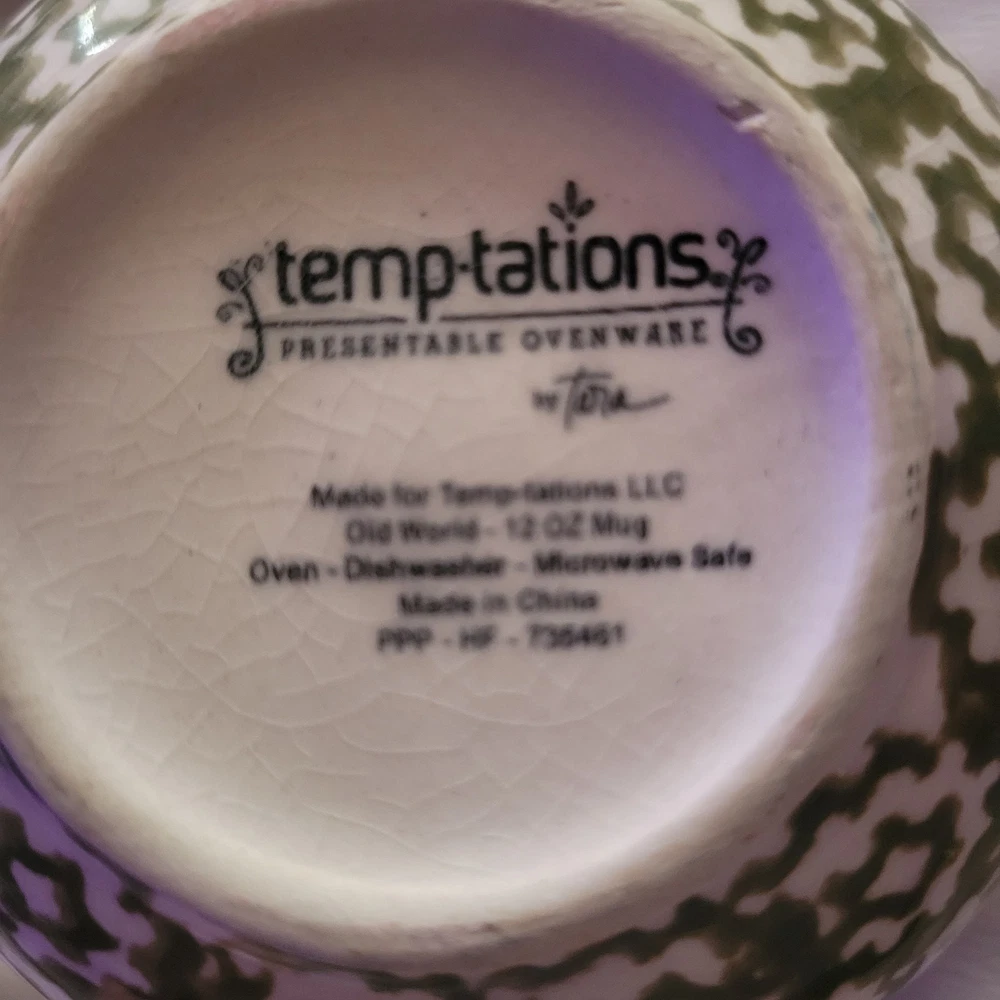 temp-tations
PRESENTABLE OVENWARE
by Tara
Made for Temp-tations LLC
Old World - 12 OZ Mug
Oven - Dishwasher - Microwave Safe
Made in China
PPP - HF - 735461